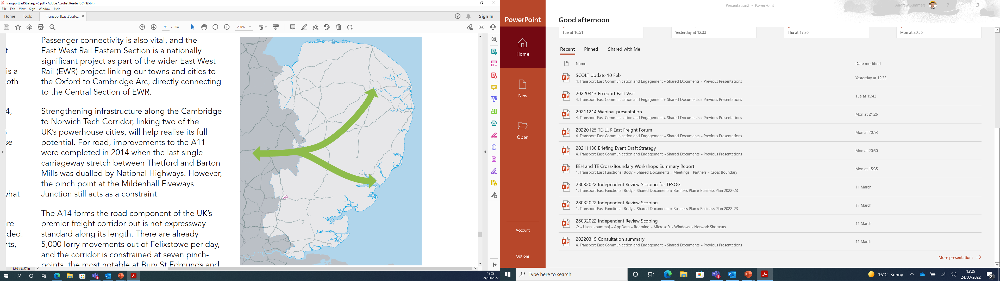 TransportEastStrategy.v6.pdf - Adobe Acrobat Reader DC (32-bit)
File Edit View Sign Window Help
Home Tools TransportEastStrate... ×
Sign In
93 / 104
200%
Passenger connectivity is also vital, and the
East West Rail Eastern Section is a nationally
significant project as part of the wider East West
Rail (EWR) project linking our towns and cities to
the Oxford to Cambridge Arc, directly connecting
to the Central Section of EWR.
Strengthening infrastructure along the Cambridge
to Norwich Tech Corridor, linking two of the
UK’s powerhouse cities, will help realise its full
potential. For road, improvements to the A11
were completed in 2014 when the last single
carriageway stretch between Thetford and Barton
Mills was dualled by National Highways. However,
the pinch point at the Mildenhall Fiveways
Junction still acts as a constraint.
The A14 forms the road component of the UK’s
premier freight corridor but is not expressway
standard along its length. There are already
5,000 lorry movements out of Felixstowe per day,
and the corridor is constrained at seven pinch-
points, the most notable at Bury St Edmunds and
is a
4,
what
11.69 x 8.27 in
12:29
24/03/2022
Presentation2 - PowerPoint
Andrew Summers
PowerPoint
Home
New
Open
Account
Options
Good afternoon
Tue at 16:51
Yesterday at 12:33
Thu at 17:36
Mon at 20:56
Recent Pinned Shared with Me
Name Date modified
SCOLT Update 10 Feb
4. Transport East Communication and Engagement » Shared Documents » Previous Presentations
Yesterday at 12:33
20220313 Freeport East Visit
4. Transport East Communication and Engagement » Shared Documents » Previous Presentations
Tue at 15:42
20211214 Webinar presentation
4. Transport East Communication and Engagement » Shared Documents » Previous Presentations
Mon at 21:26
20220125 TE-LUK East Freight Forum
4. Transport East Communication and Engagement » Shared Documents » Previous Presentations
Mon at 20:53
20211130 Briefing Event Draft Strategy
4. Transport East Communication and Engagement » Shared Documents » Previous Presentations
Mon at 20:50
EEH and TE Cross-Boundary Workshops Summary Report
1. Transport East Functional Body » Shared Documents » Meetings _ Partners » Cross Boundary
Mon at 15:35
28032022 Independent Review Scoping for TESOG
1. Transport East Functional Body » Shared Documents » Business Plan » Business Plan 2022-23
11 March
28032022 Independent Review Scoping
1. Transport East Functional Body » Shared Documents » Business Plan » Business Plan 2022-23
11 March
28032022 Independent Review Scoping
C: » Users » summaj » AppData » Roaming » Microsoft » Windows » Network Shortcuts
11 March
20220315 Consultation summary
4. Transport East Communication and Engagement » Shared Documents » Previous Presentations
11 March
More presentations
Type here to search
16°C Sunny
12:29
24/03/2022
21